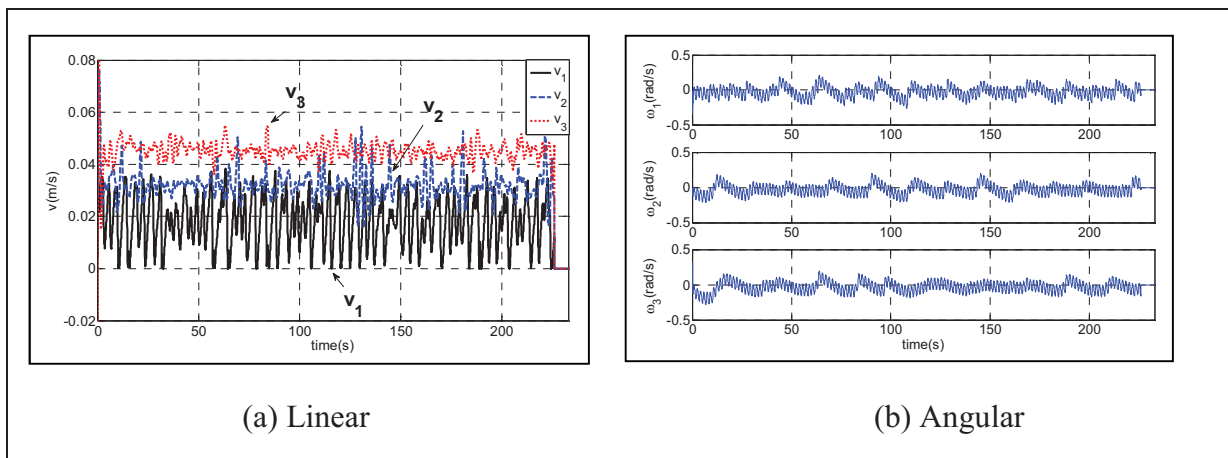 0.08
0.06
0.04
0.02
0
-0.02
v(m/s)
0
50
100
150
200
time(s)
v1
v2
v3
v3
v2
v1
(a) Linear
0.5
0
-0.5
ω1(rad/s)
0
50
100
150
200
0.5
0
-0.5
ω2(rad/s)
0
50
100
150
200
0.5
0
-0.5
ω3(rad/s)
0
50
100
150
200
time(s)
(b) Angular